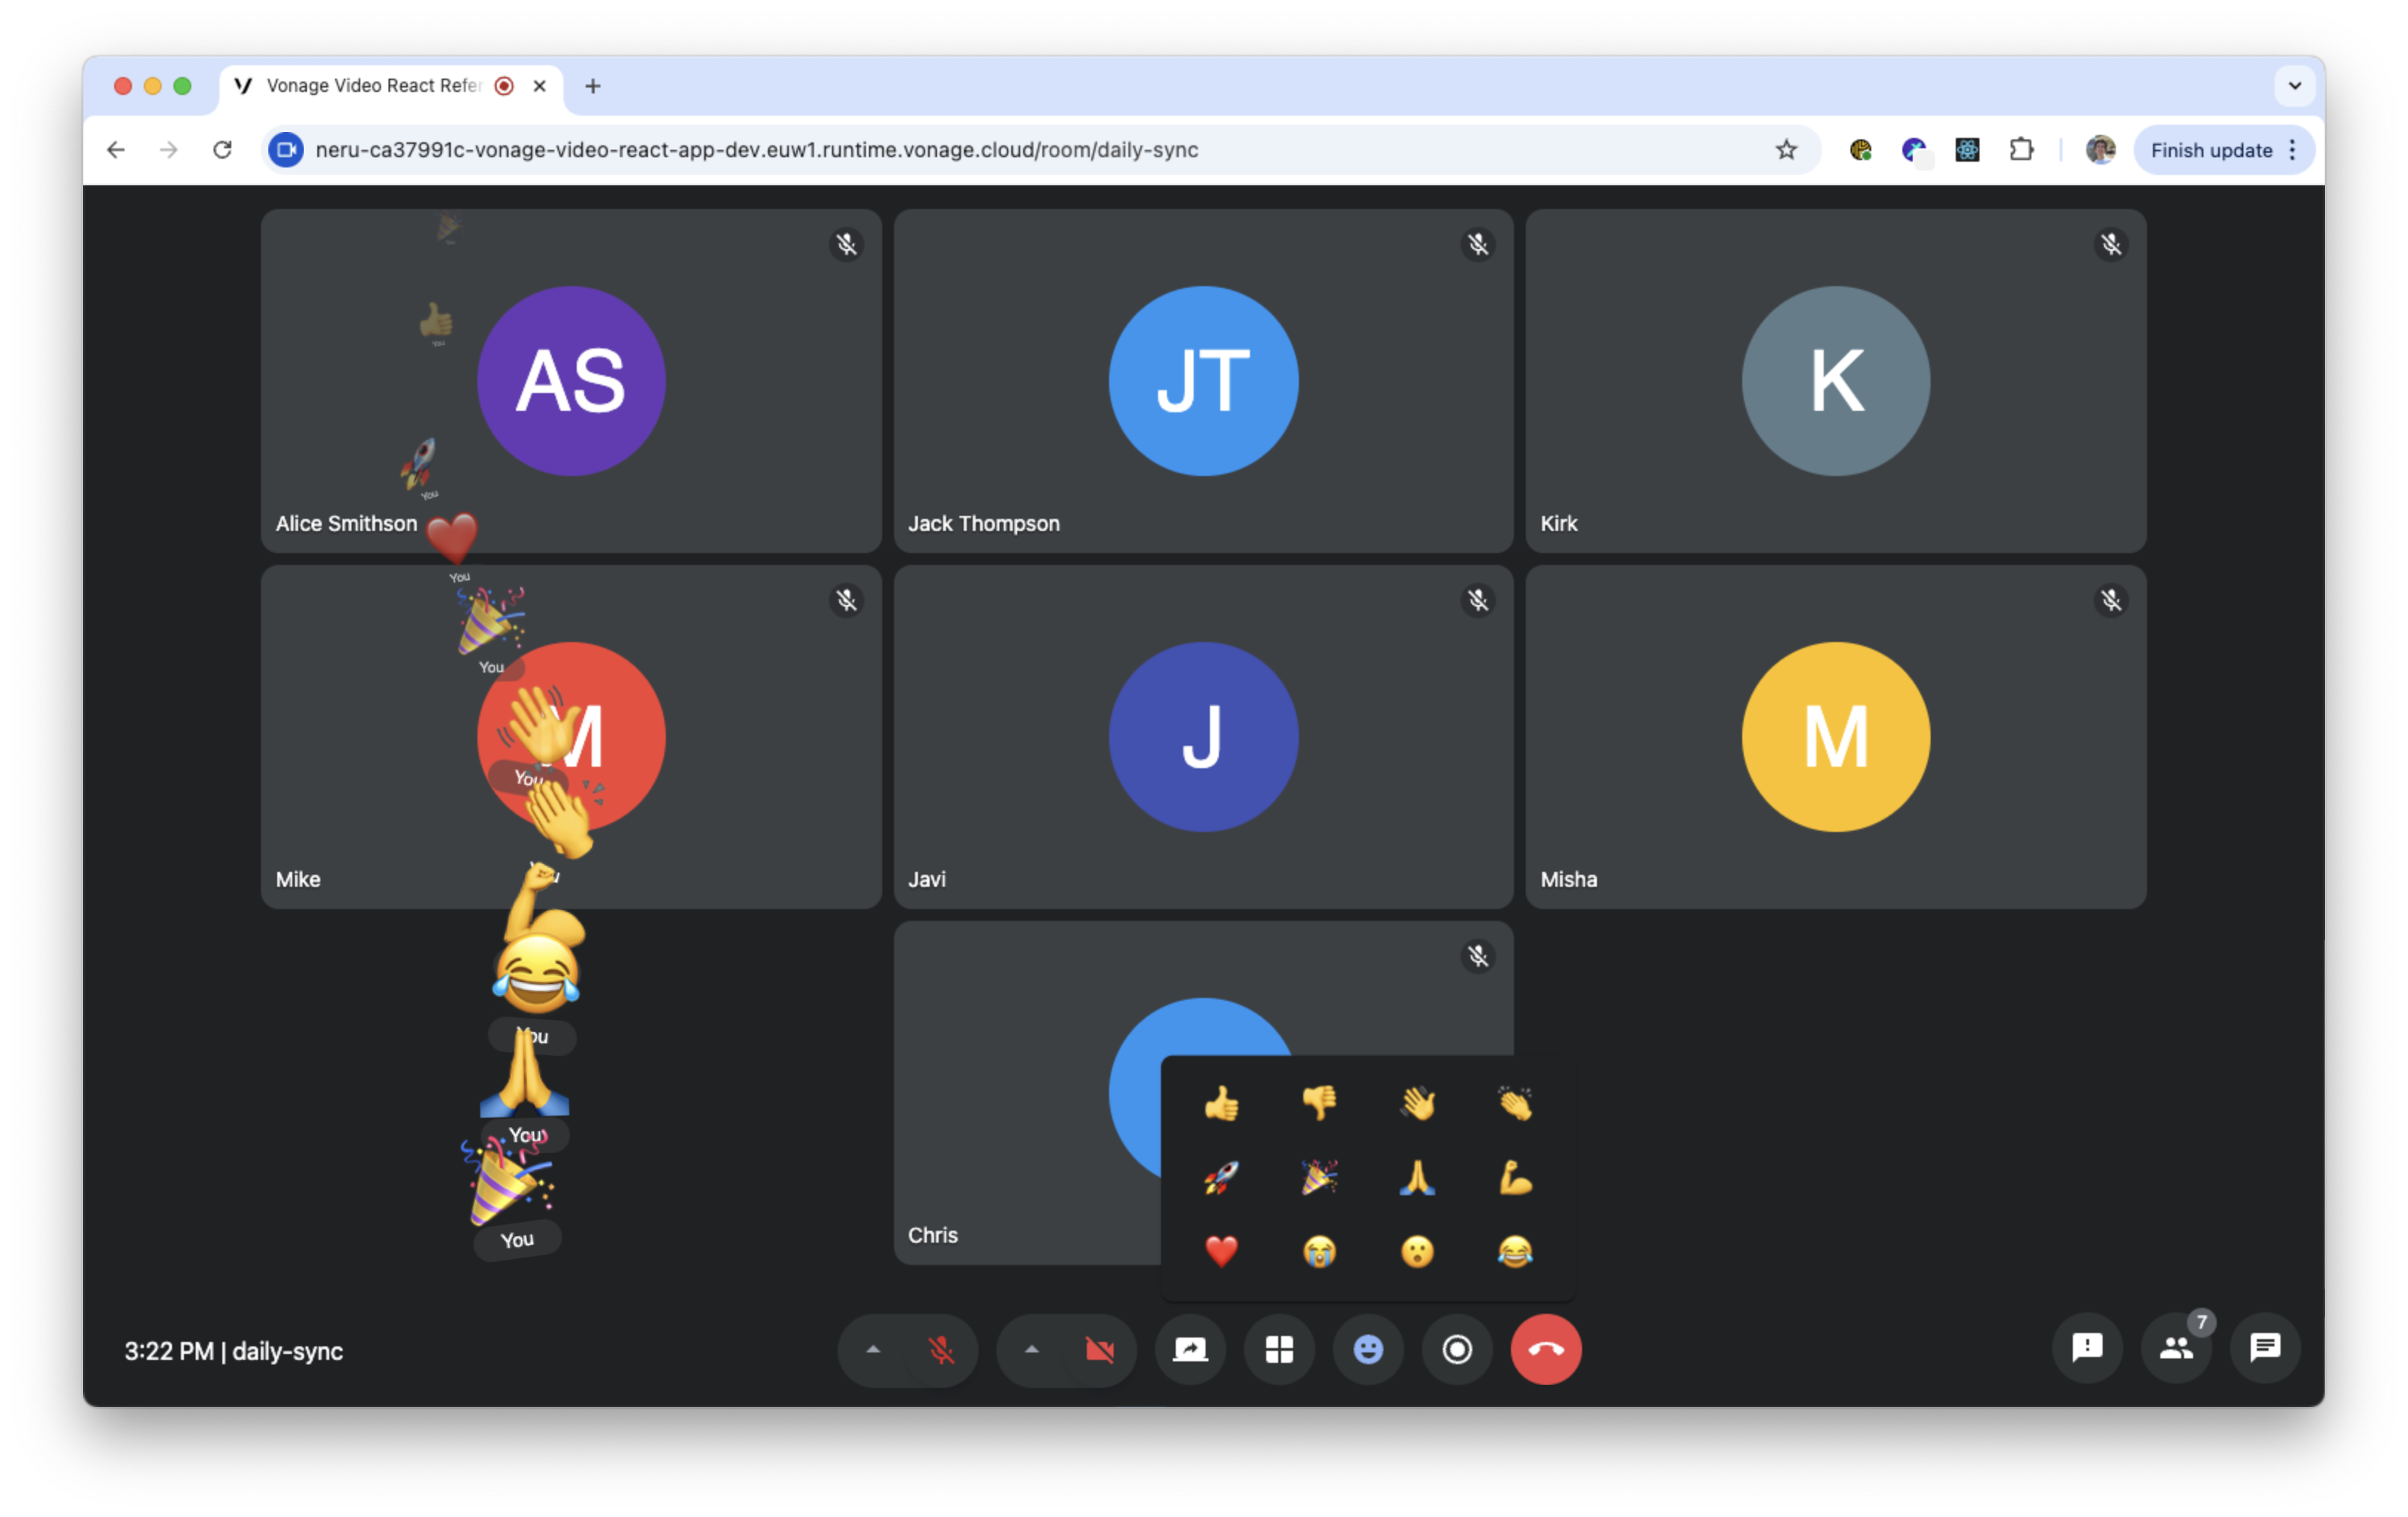 Vonage Video React Refer
neru-ca37991c-vonage-video-react-app-dev.euw1.runtime.vonage.cloud/room/daily-sync
Finish update
AS
JT
K
You
You
Alice Smithson
Jack Thompson
Kirk
You
You
M
J
M
You
Mike
Javi
Misha
You
You
Chris
You
3:22 PM | daily-sync
7